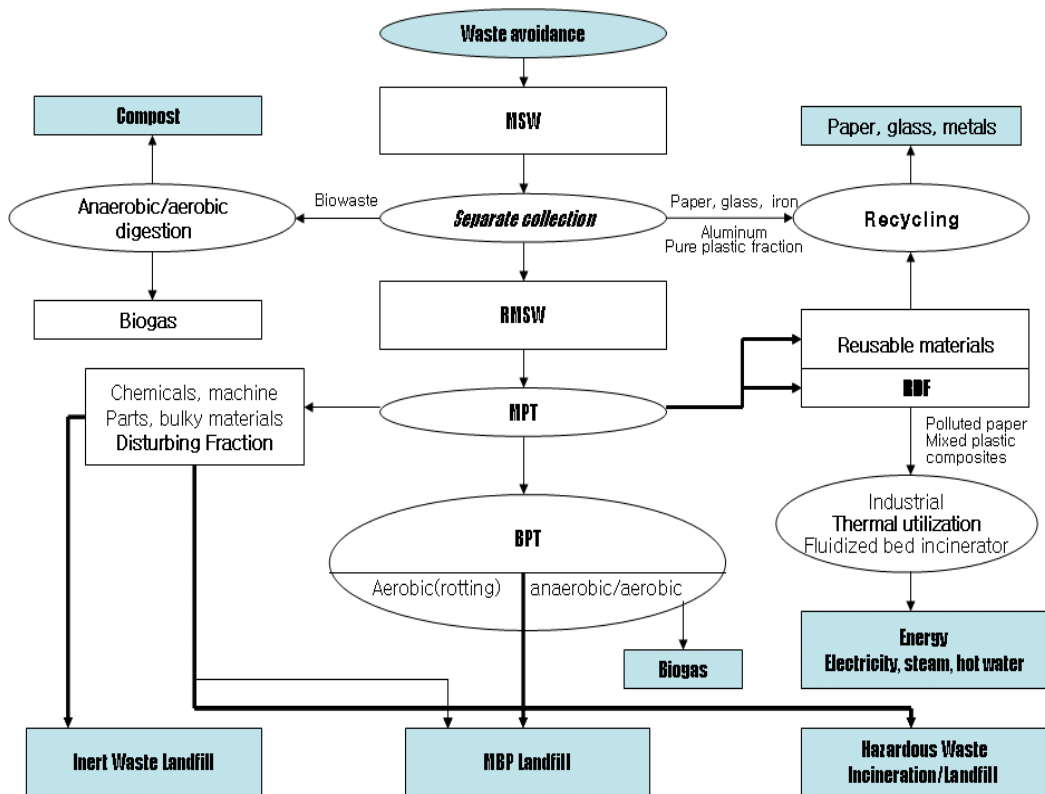 Waste avoidance
Compost
MSW
Paper, glass, metals
Anaerobic/aerobic
digestion
Biowaste
Separate collection
Paper, glass, iron
Aluminum
Pure plastic fraction
Recycling
Biogas
RMSW
Reusable materials
RDF
Chemicals, machine
Parts, bulky materials
Disturbing Fraction
MPT
Polluted paper
Mixed plastic
composites
Industrial
Thermal utilization
Fluidized bed incinerator
BPT
Aerobic(rotting)
anaerobic/aerobic
Biogas
Energy
Electricity, steam, hot water
Inert Waste Landfill
MBP Landfill
Hazardous Waste
Incineration/Landfill